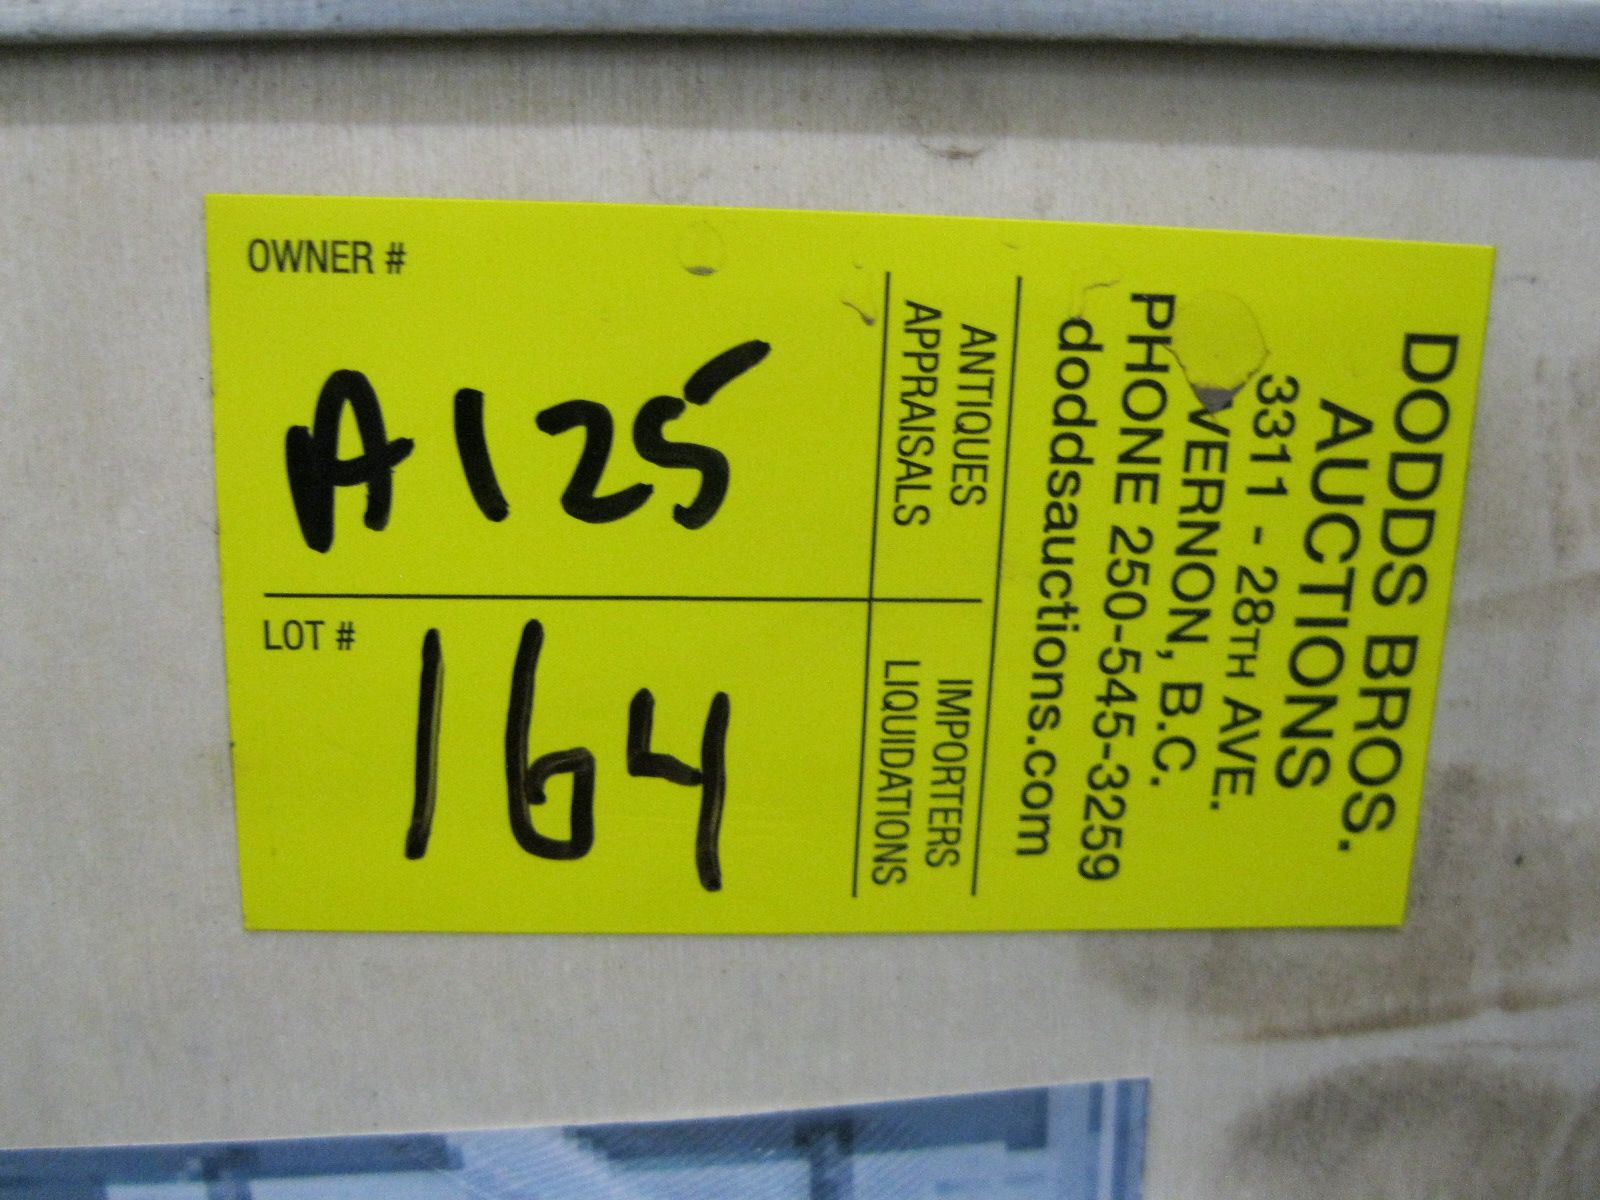 OWNER #
A125
LOT #
164
DODDS BROS.
AUCTIONS
3311 - 28TH AVE.
VERNON, B.C.
PHONE 250-545-3259
doddsauctions.com
ANTIQUES
APPRAISALS
IMPORTERS
LIQUIDATIONS